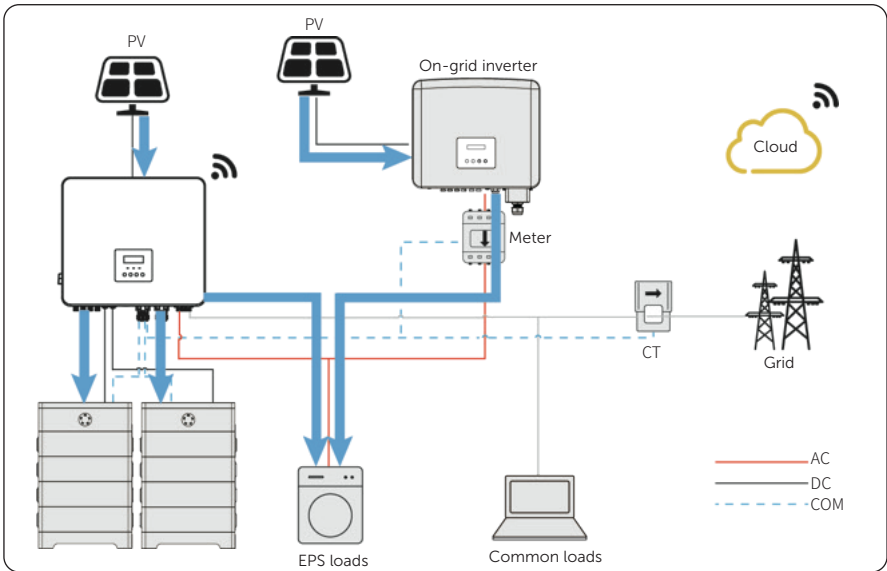 PV
PV
On-grid inverter
Cloud
Meter
CT
Grid
AC
DC
COM
EPS loads
Common loads